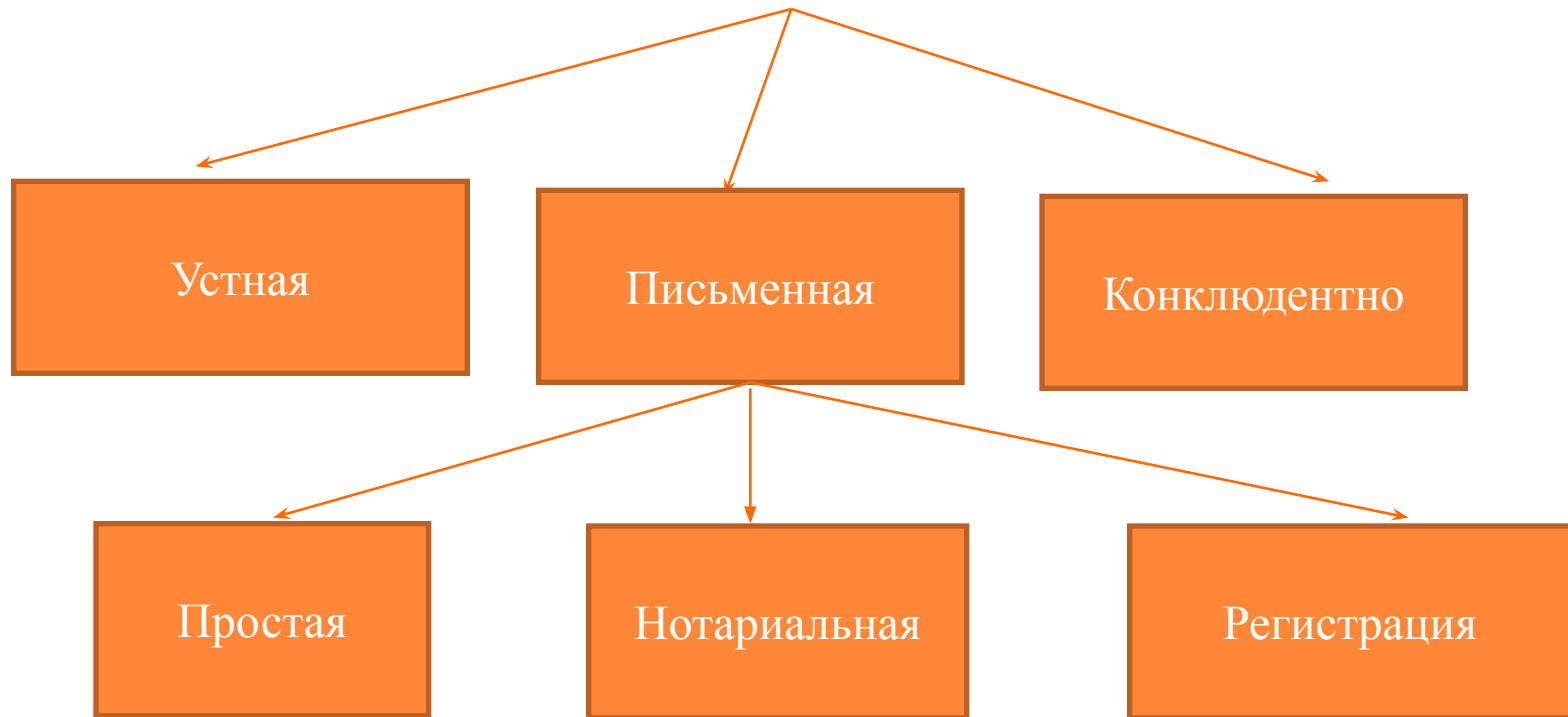 Устная
Письменная
Конклюдентно
Простая
Нотариальная
Регистрация